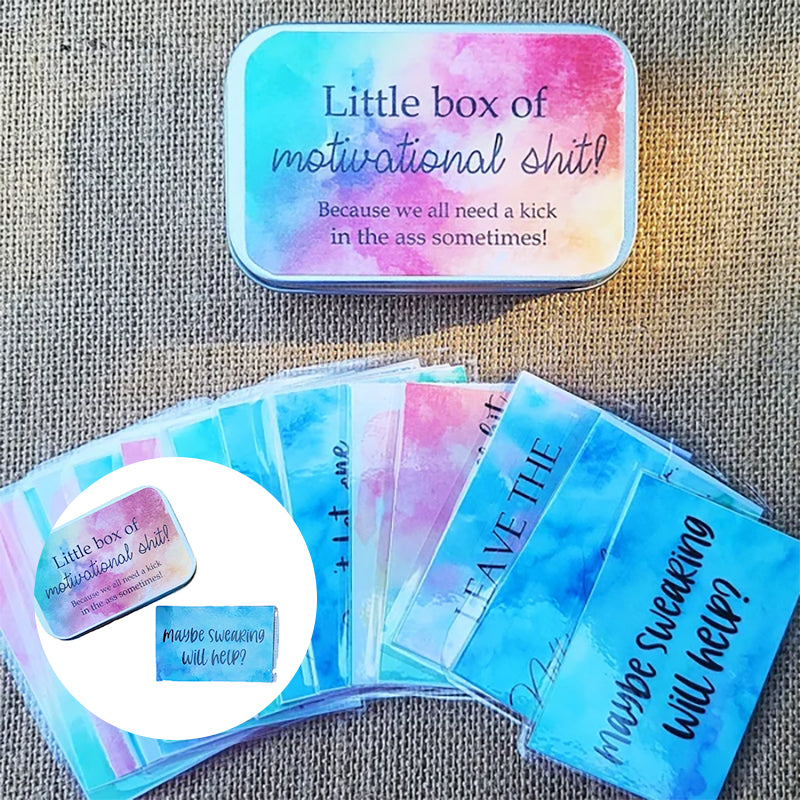 Little box of
motivational shit!
Because we all need a kick
in the ass sometimes!
LEAVE THE
maybe swearing
will help?
Little box of
motivational shit!
Because we all need a kick
in the ass sometimes!
maybe swearing
will help?